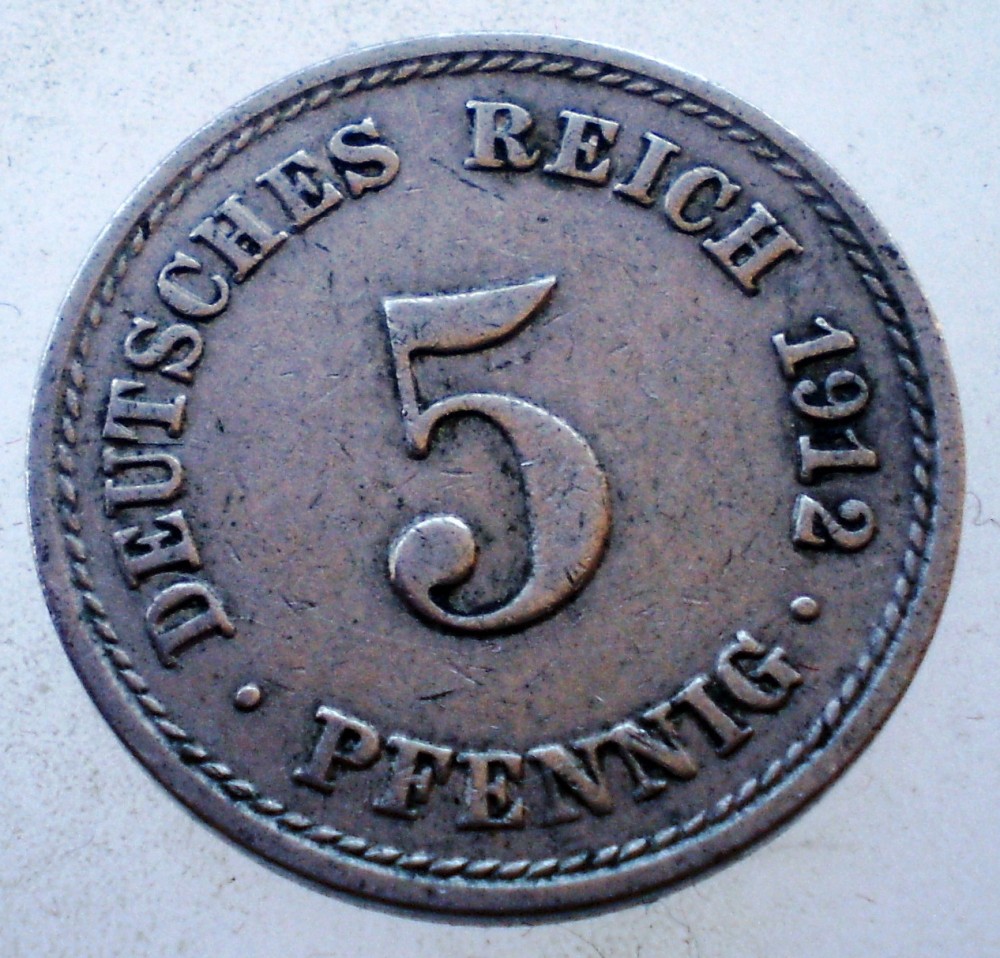 DEUTSCHES REICH 1912
5
· PFENNIG ·